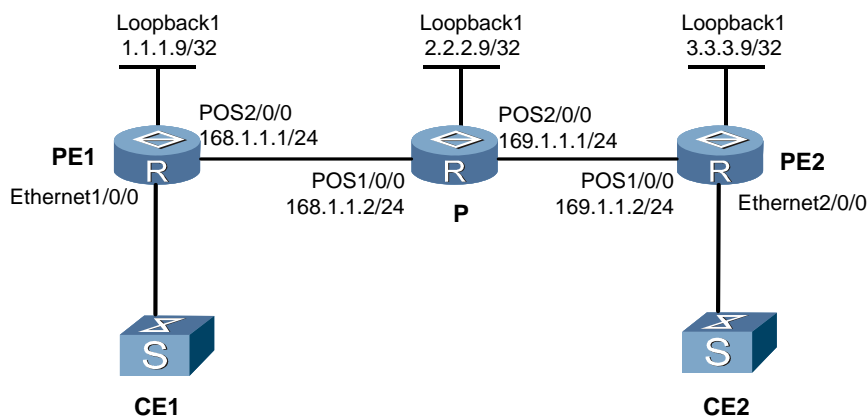 Loopback1
1.1.1.9/32
Loopback1
2.2.2.9/32
Loopback1
3.3.3.9/32
POS2/0/0
168.1.1.1/24
POS2/0/0
169.1.1.1/24
PE1
R
R
R
PE2
Ethernet1/0/0
POS1/0/0
168.1.1.2/24
P
POS1/0/0
169.1.1.2/24
Ethernet2/0/0
S
S
CE1
CE2